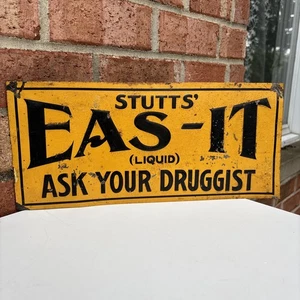 STUTTS'
EAS-IT
(LIQUID)
ASK YOUR DRUGGIST